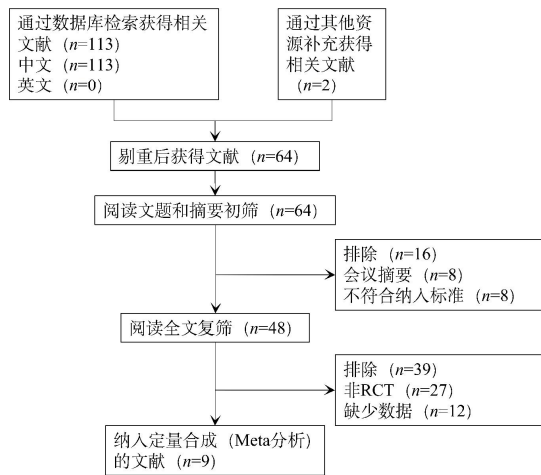 通过数据库检索获得相关
文献（n=113）
中文（n=113）
英文（n=0）
通过其他资
源补充获得
相关文献
（n=2）
剔重后获得文献（n=64）
阅读文题和摘要初筛（n=64）
排除（n=16）
会议摘要（n=8）
不符合纳入标准（n=8）
阅读全文复筛（n=48）
排除（n=39）
非RCT（n=27）
缺少数据（n=12）
纳入定量合成（Meta分析）
的文献（n=9）